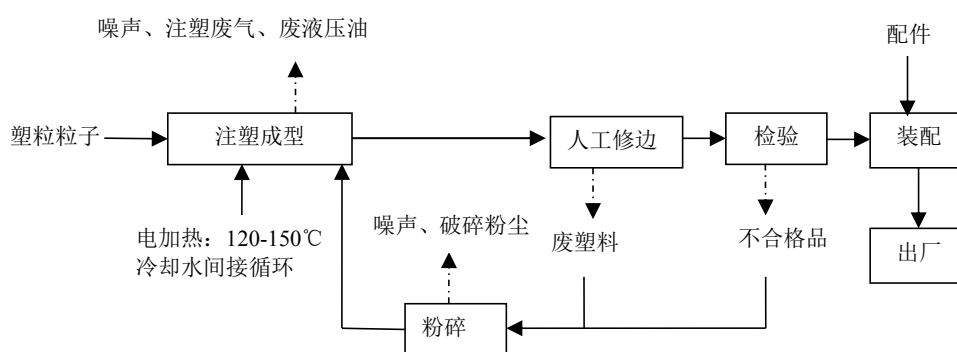 噪声、注塑废气、废液压油
配件
塑粒粒子
注塑成型
人工修边
检验
装配
电加热：120-150℃
冷却水间接循环
噪声、破碎粉尘
废塑料
不合格品
出厂
粉碎